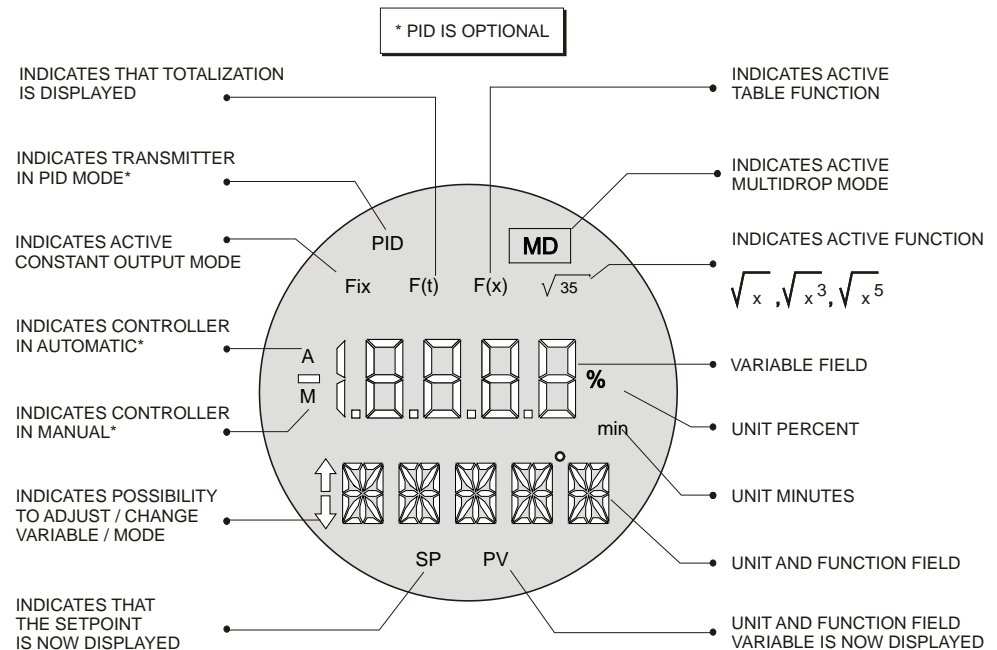 * PID IS OPTIONAL
INDICATES THAT TOTALIZATION
IS DISPLAYED
INDICATES TRANSMITTER
IN PID MODE*
INDICATES ACTIVE
CONSTANT OUTPUT MODE
INDICATES CONTROLLER
IN AUTOMATIC*
INDICATES CONTROLLER
IN MANUAL*
INDICATES POSSIBILITY
TO ADJUST / CHANGE
VARIABLE / MODE
INDICATES THAT
THE SETPOINT
IS NOW DISPLAYED
PID
MD
Fix F(t) F(x) √35
A
M
18.8.8.8 %
min
SP PV
INDICATES ACTIVE
TABLE FUNCTION
INDICATES ACTIVE
MULTIDROP MODE
INDICATES ACTIVE FUNCTION
√x , √x³, √x⁵
VARIABLE FIELD
UNIT PERCENT
UNIT MINUTES
UNIT AND FUNCTION FIELD
UNIT AND FUNCTION FIELD
VARIABLE IS NOW DISPLAYED